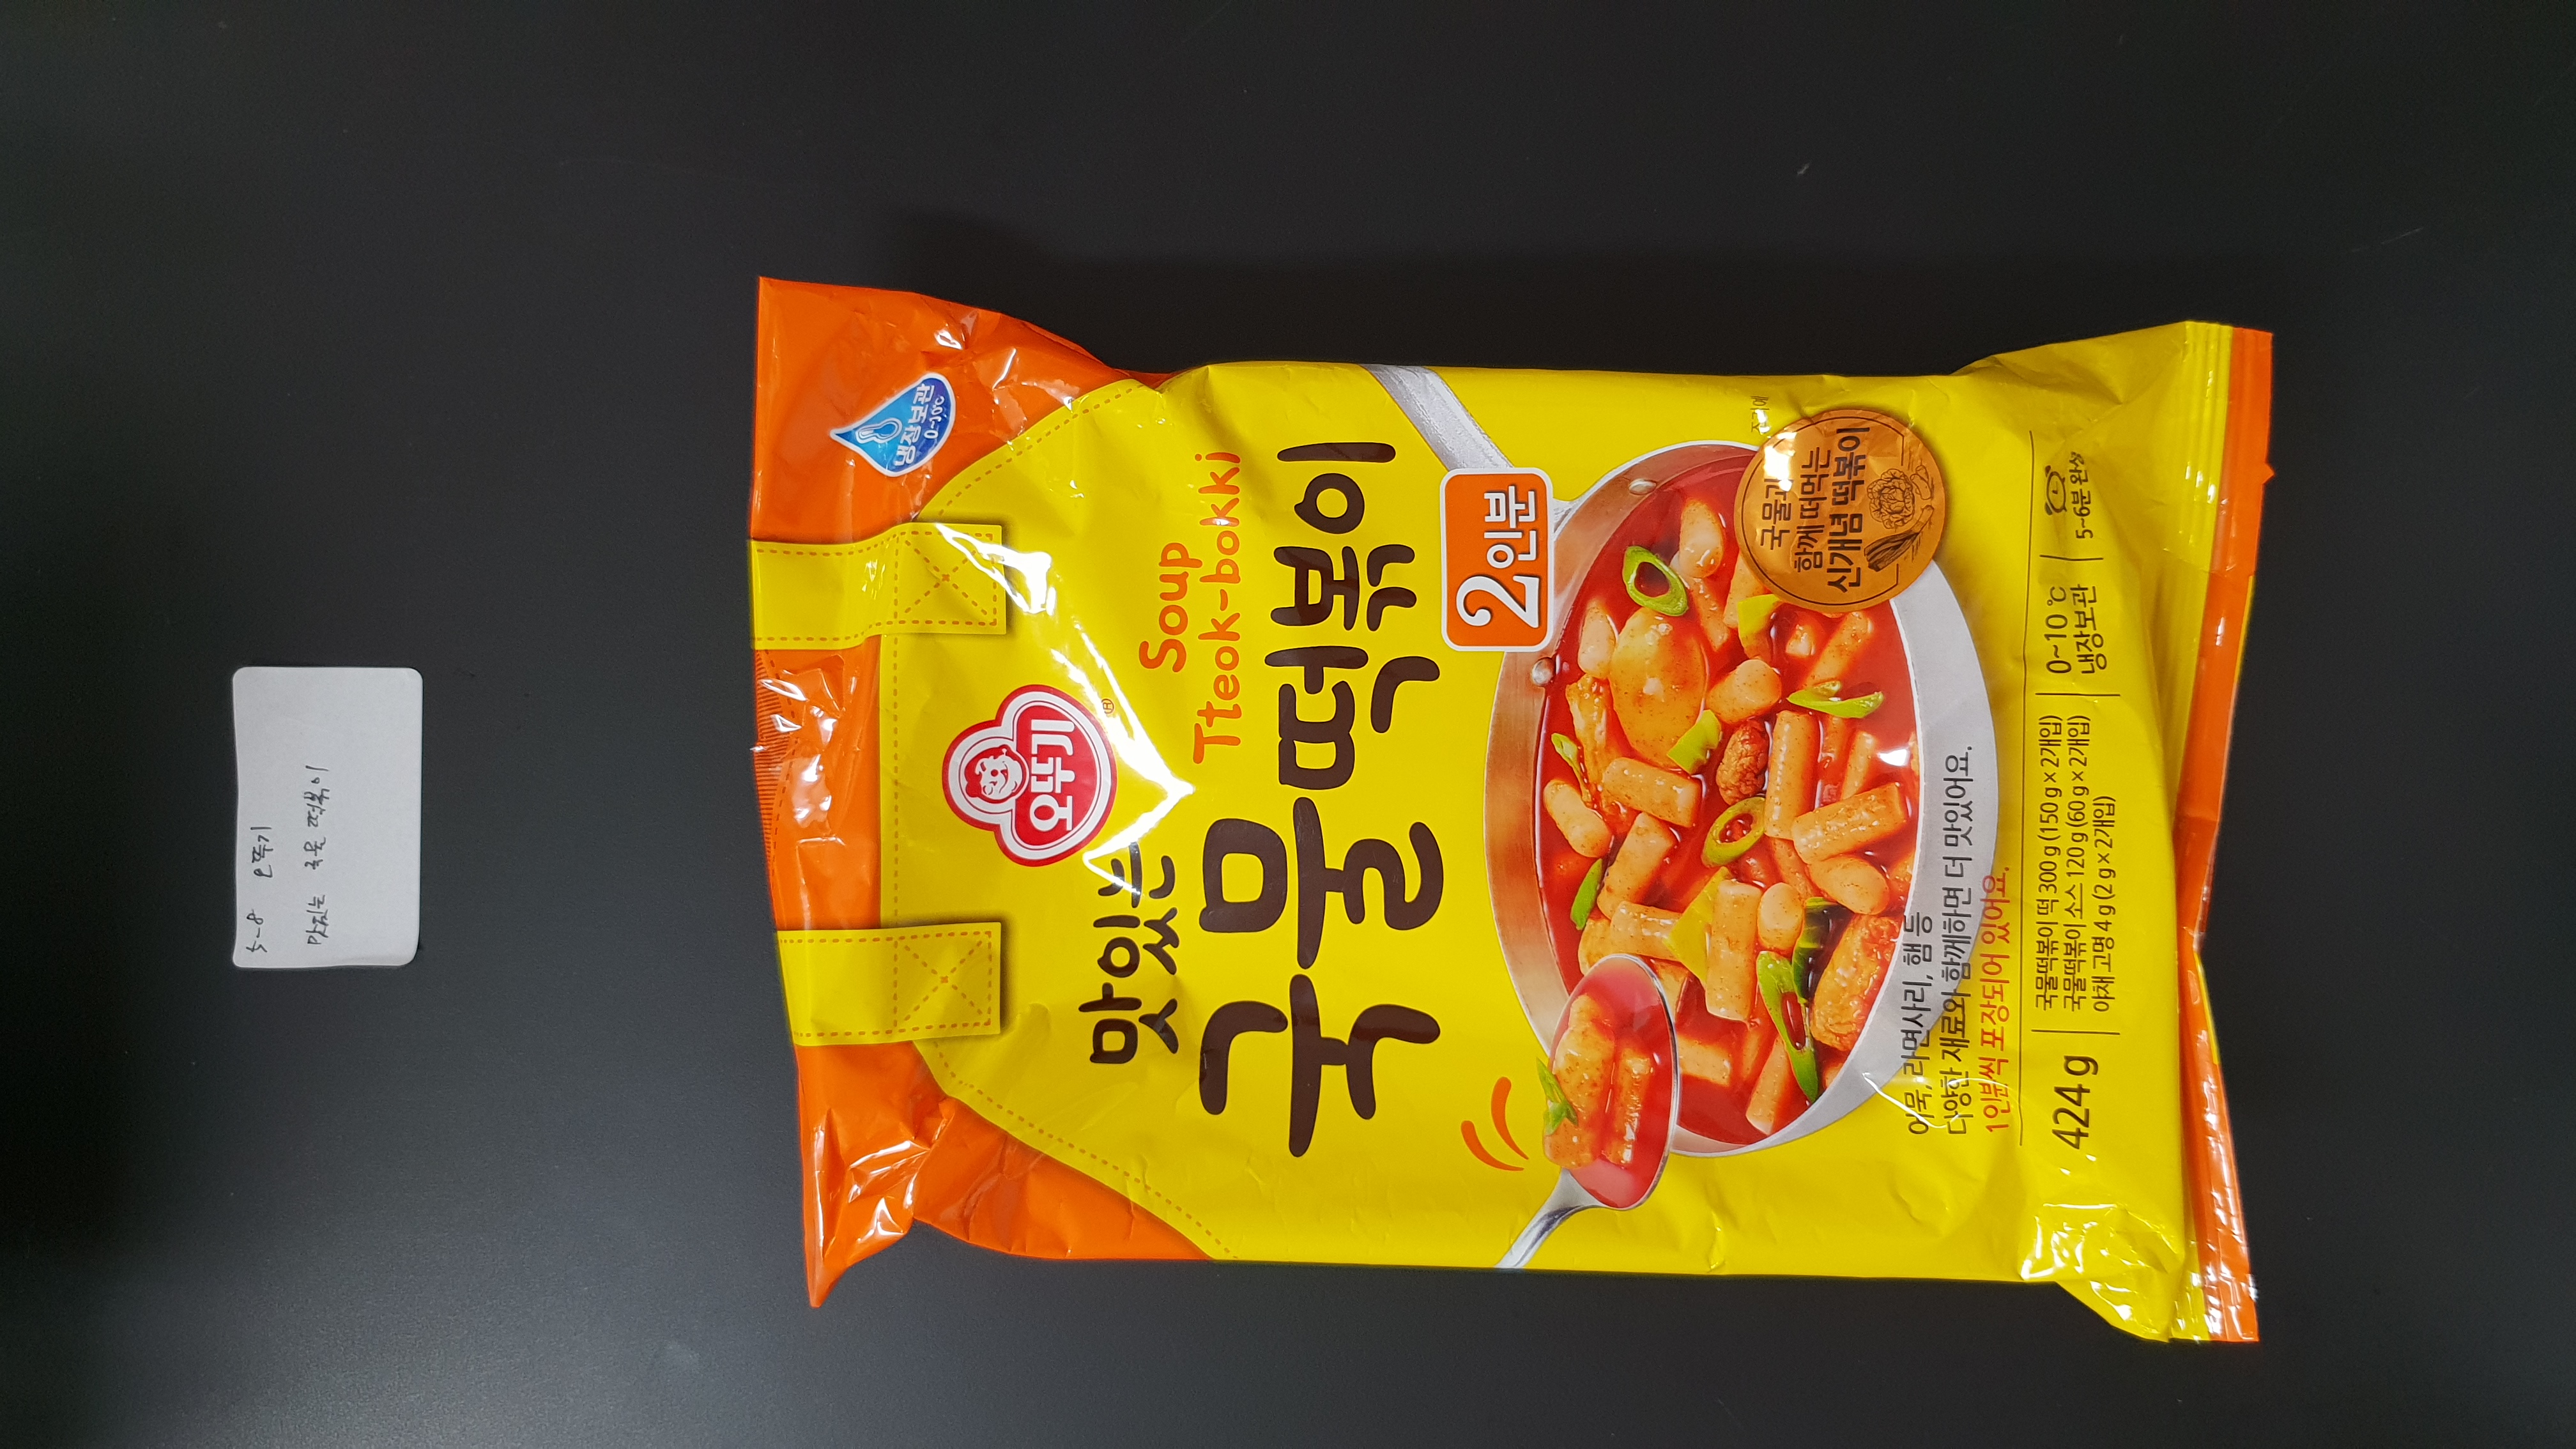 5-8 오뚜기
맛있는 국물 떡볶이
냉장보관
0~10℃
오뚜기
®
맛있는
Soup
Tteok-bokki
국물떡볶이
2인분
조리예
국물과
함께 떠먹는
신개념 떡볶이
어묵, 라면사리, 햄 등
다양한 재료와 함께하면 더 맛있어요.
1인분씩 포장되어 있어요.
424 g
국물떡볶이 떡 300 g (150 g × 2개입)
국물떡볶이 소스 120 g (60 g × 2개입)
야채 고명 4 g (2 g × 2개입)
0~10 ℃
냉장보관
5~6분 완성